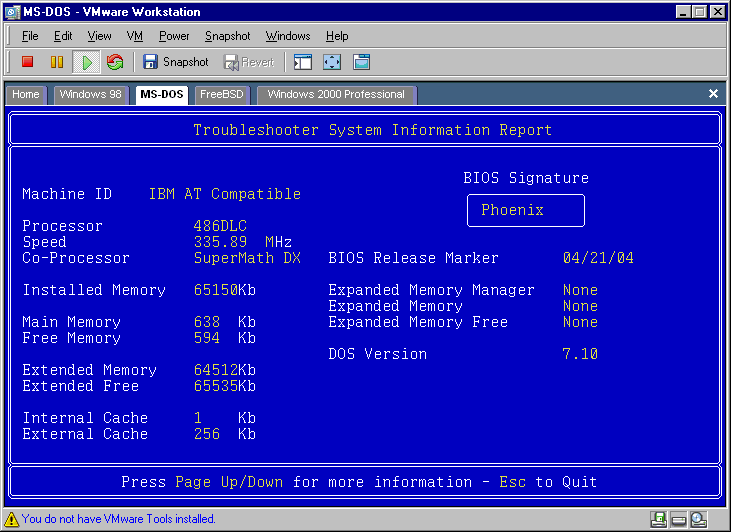 MS-DOS - VMware Workstation
File Edit View VM Power Snapshot Windows Help
Snapshot Revert
Home Windows 98 MS-DOS FreeBSD Windows 2000 Professional
Troubleshooter System Information Report
BIOS Signature
Machine ID IBM AT Compatible
Phoenix
Processor 486DLC
Speed 335.89 MHz
Co-Processor SuperMath DX BIOS Release Marker 04/21/04
Installed Memory 65150Kb Expanded Memory Manager None
Expanded Memory None
Main Memory 638 Kb Expanded Memory Free None
Free Memory 594 Kb
DOS Version 7.10
Extended Memory 64512Kb
Extended Free 65535Kb
Internal Cache 1 Kb
External Cache 256 Kb
Press Page Up/Down for more information - Esc to Quit
You do not have VMware Tools installed.